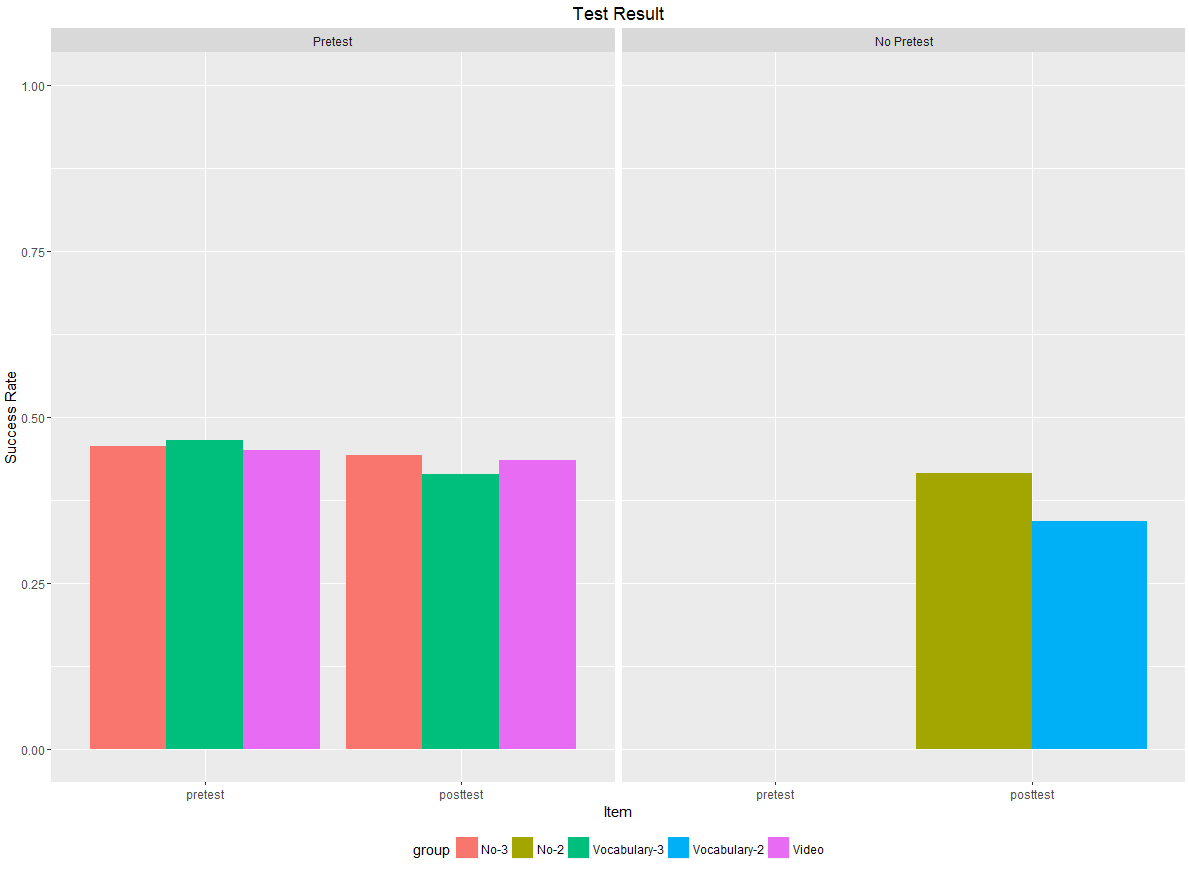 Test Result
Pretest
No Pretest
1.00
0.75
0.50
0.25
0.00
Success Rate
pretest posttest pretest posttest
Item
group No-3 No-2 Vocabulary-3 Vocabulary-2 Video